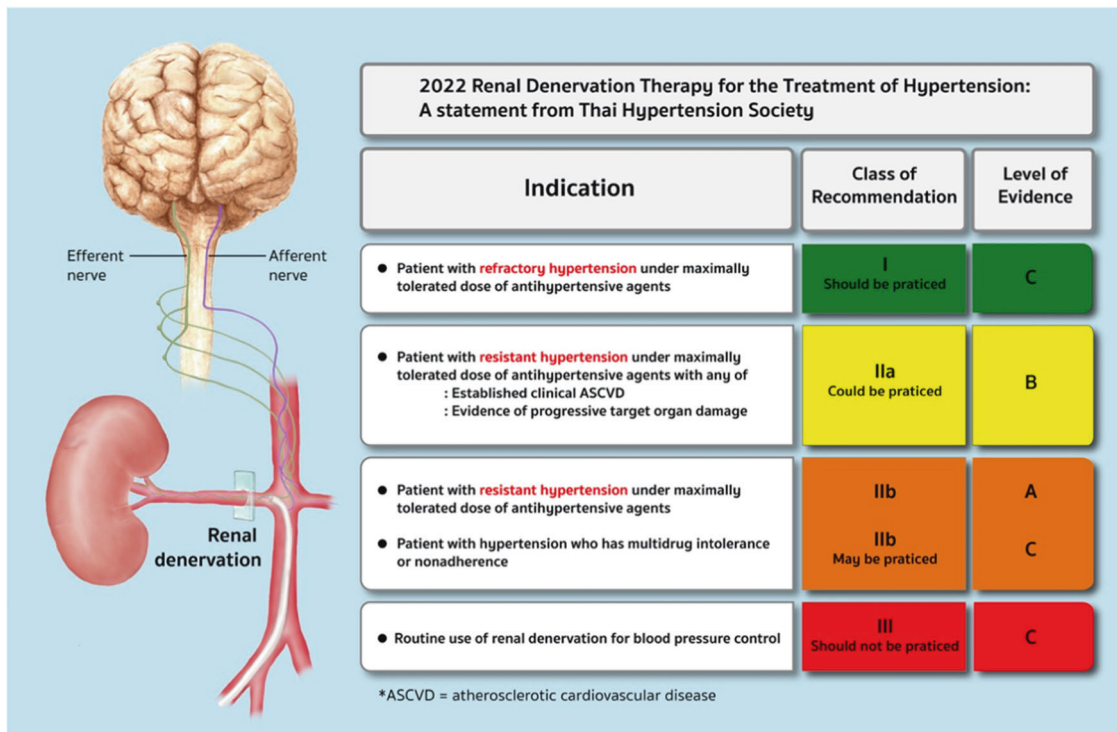 2022 Renal Denervation Therapy for the Treatment of Hypertension:
A statement from Thai Hypertension Society
Indication
Class of
Recommendation
Level of
Evidence
Efferent
nerve
Afferent
nerve
● Patient with refractory hypertension under maximally
tolerated dose of antihypertensive agents
I
Should be praticed
C
● Patient with resistant hypertension under maximally
tolerated dose of antihypertensive agents with any of
: Established clinical ASCVD
: Evidence of progressive target organ damage
IIa
Could be praticed
B
● Patient with resistant hypertension under maximally
tolerated dose of antihypertensive agents
IIb
A
● Patient with hypertension who has multidrug intolerance
or nonadherence
IIb
May be praticed
C
Renal
denervation
● Routine use of renal denervation for blood pressure control
III
Should not be praticed
C
*ASCVD = atherosclerotic cardiovascular disease